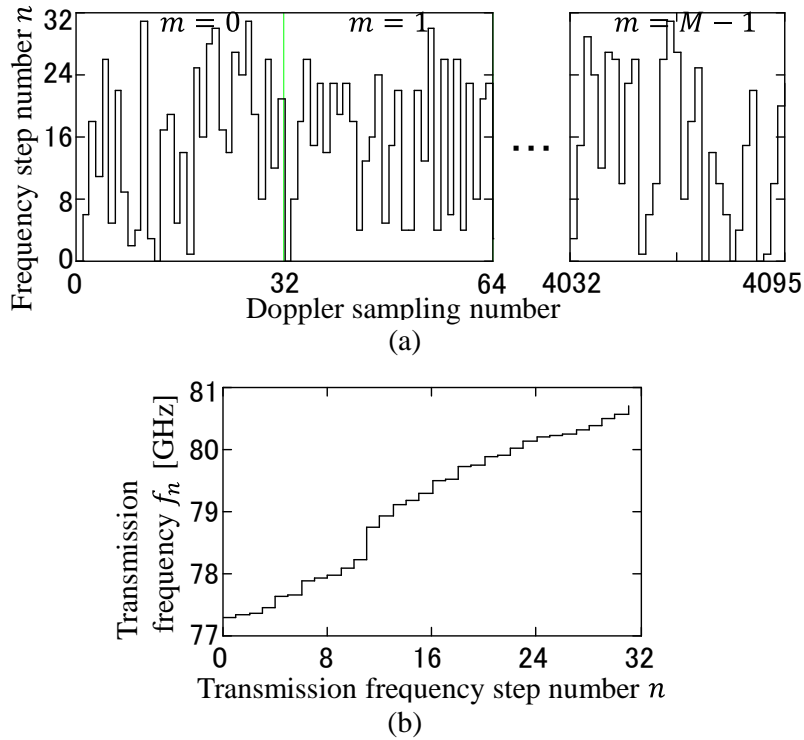 Frequency step number n
32
24
16
8
0
m = 0
m = 1
m = M − 1
...
0
32
64
4032
4095
Doppler sampling number
(a)
Transmission
frequency fn [GHz]
81
80
79
78
77
0
8
16
24
32
Transmission frequency step number n
(b)